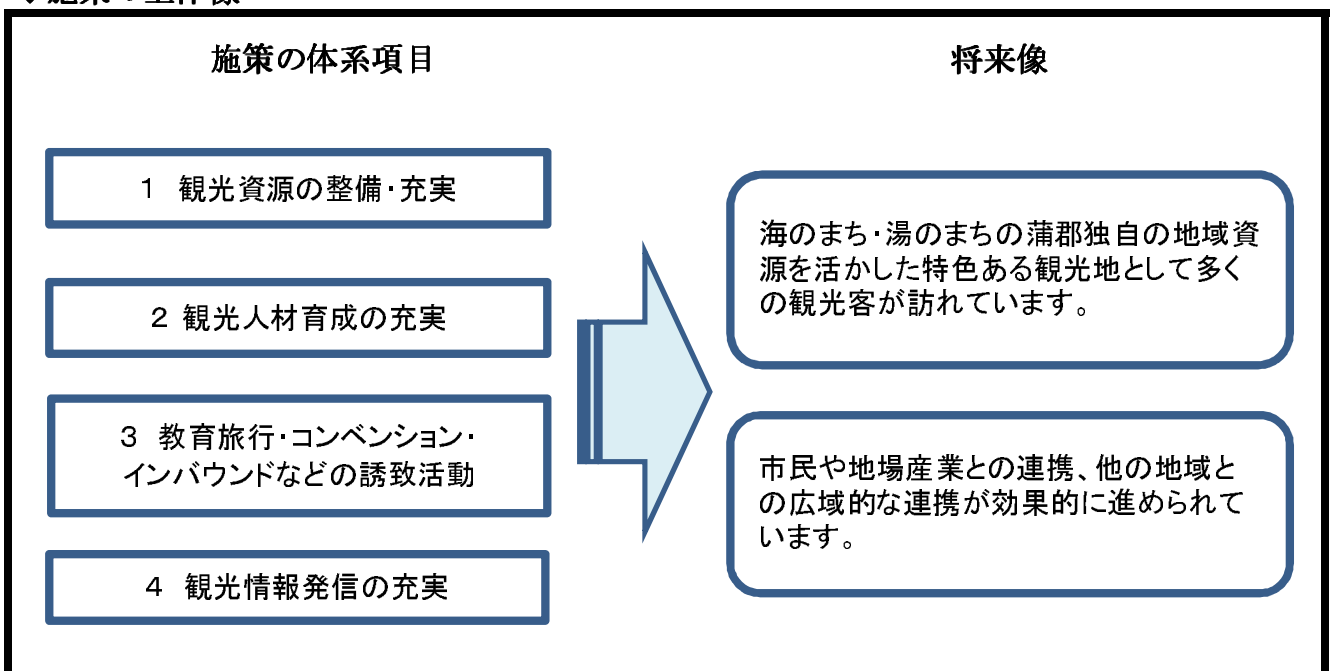 施策の体系項目
将来像
1 観光資源の整備・充実
2 観光人材育成の充実
3 教育旅行・コンベンション・
インバウンドなどの誘致活動
4 観光情報発信の充実
海のまち・湯のまちの蒲郡独自の地域資
源を活かした特色ある観光地として多く
の観光客が訪れています。
市民や地場産業との連携、他の地域と
の広域的な連携が効果的に進められて
います。